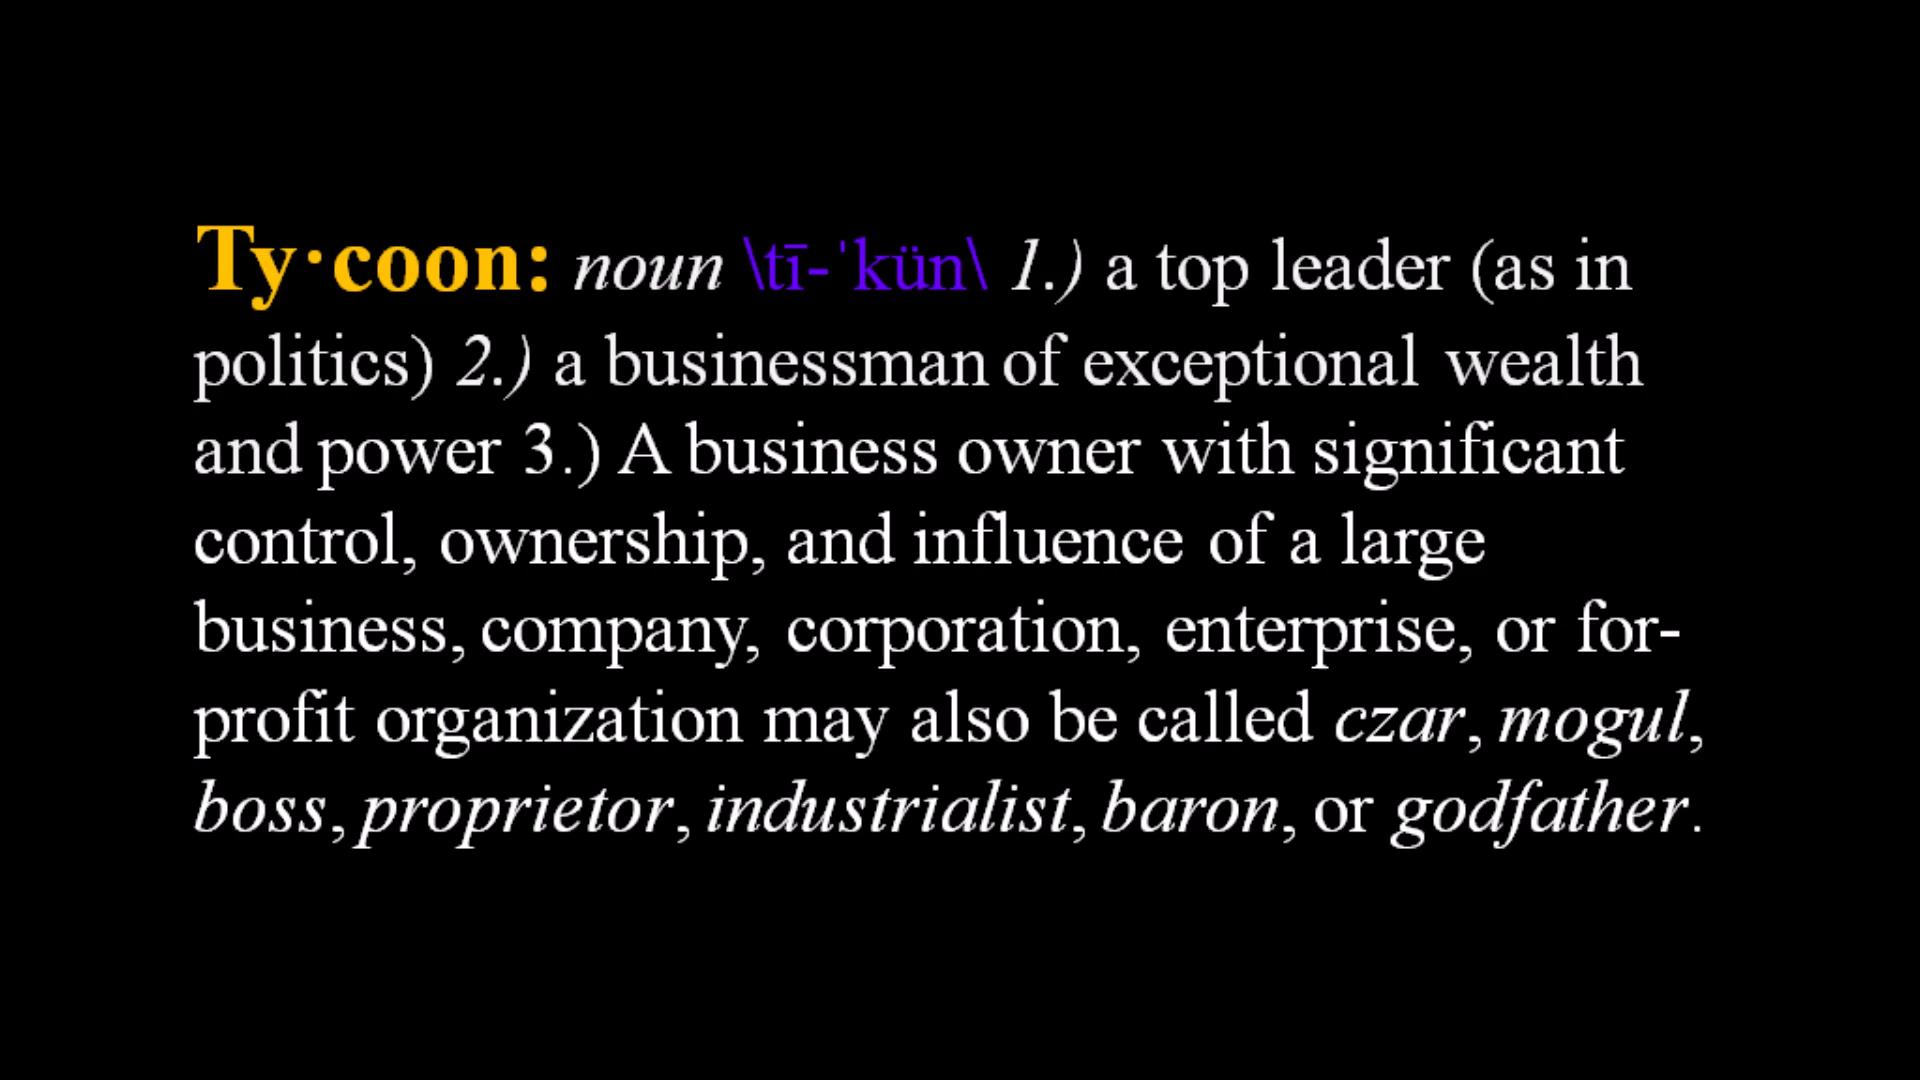 Ty·coon: noun \tī-ˈkün\ 1.) a top leader (as in
politics) 2.) a businessman of exceptional wealth
and power 3.) A business owner with significant
control, ownership, and influence of a large
business, company, corporation, enterprise, or for-
profit organization may also be called czar, mogul,
boss, proprietor, industrialist, baron, or godfather.